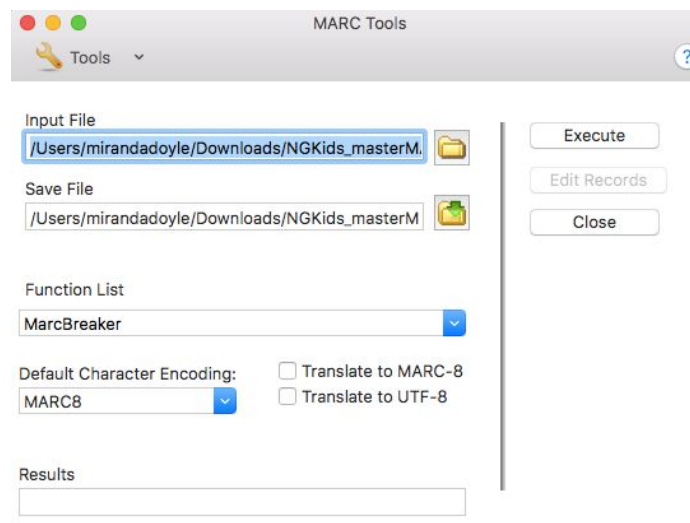 MARC Tools
Tools
?
Input File
/Users/mirandadoyle/Downloads/NGKids_masterM
Execute
Save File
Edit Records
/Users/mirandadoyle/Downloads/NGKids_masterM
Close
Function List
MarcBreaker
Default Character Encoding:
Translate to MARC-8
MARC8
Translate to UTF-8
Results